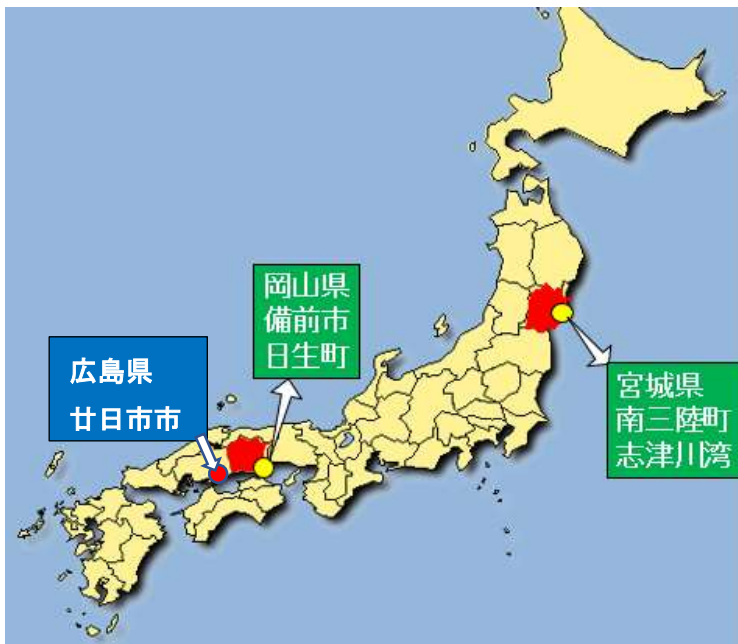 岡山県
備前市
日生町
広島県
廿日市市
宮城県
南三陸町
志津川湾